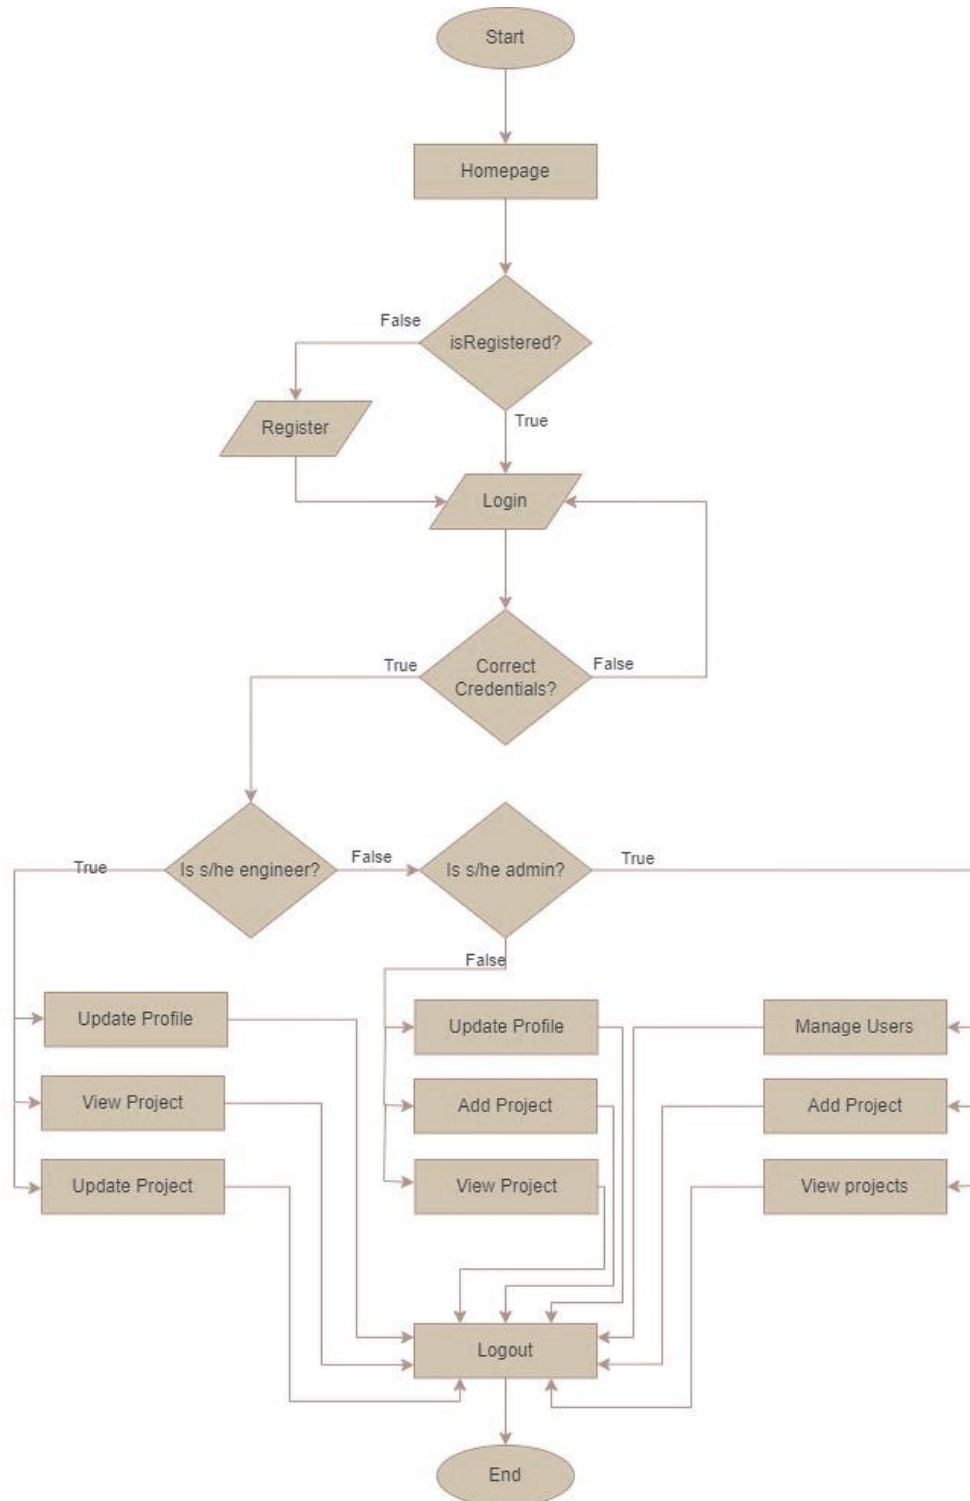 Start
Homepage
False
isRegistered?
True
Register
Login
True
Correct
Credentials?
False
True
Is s/he engineer?
False
Is s/he admin?
True
False
Update Profile
Update Profile
Manage Users
View Project
Add Project
Add Project
Update Project
View Project
View projects
Logout
End